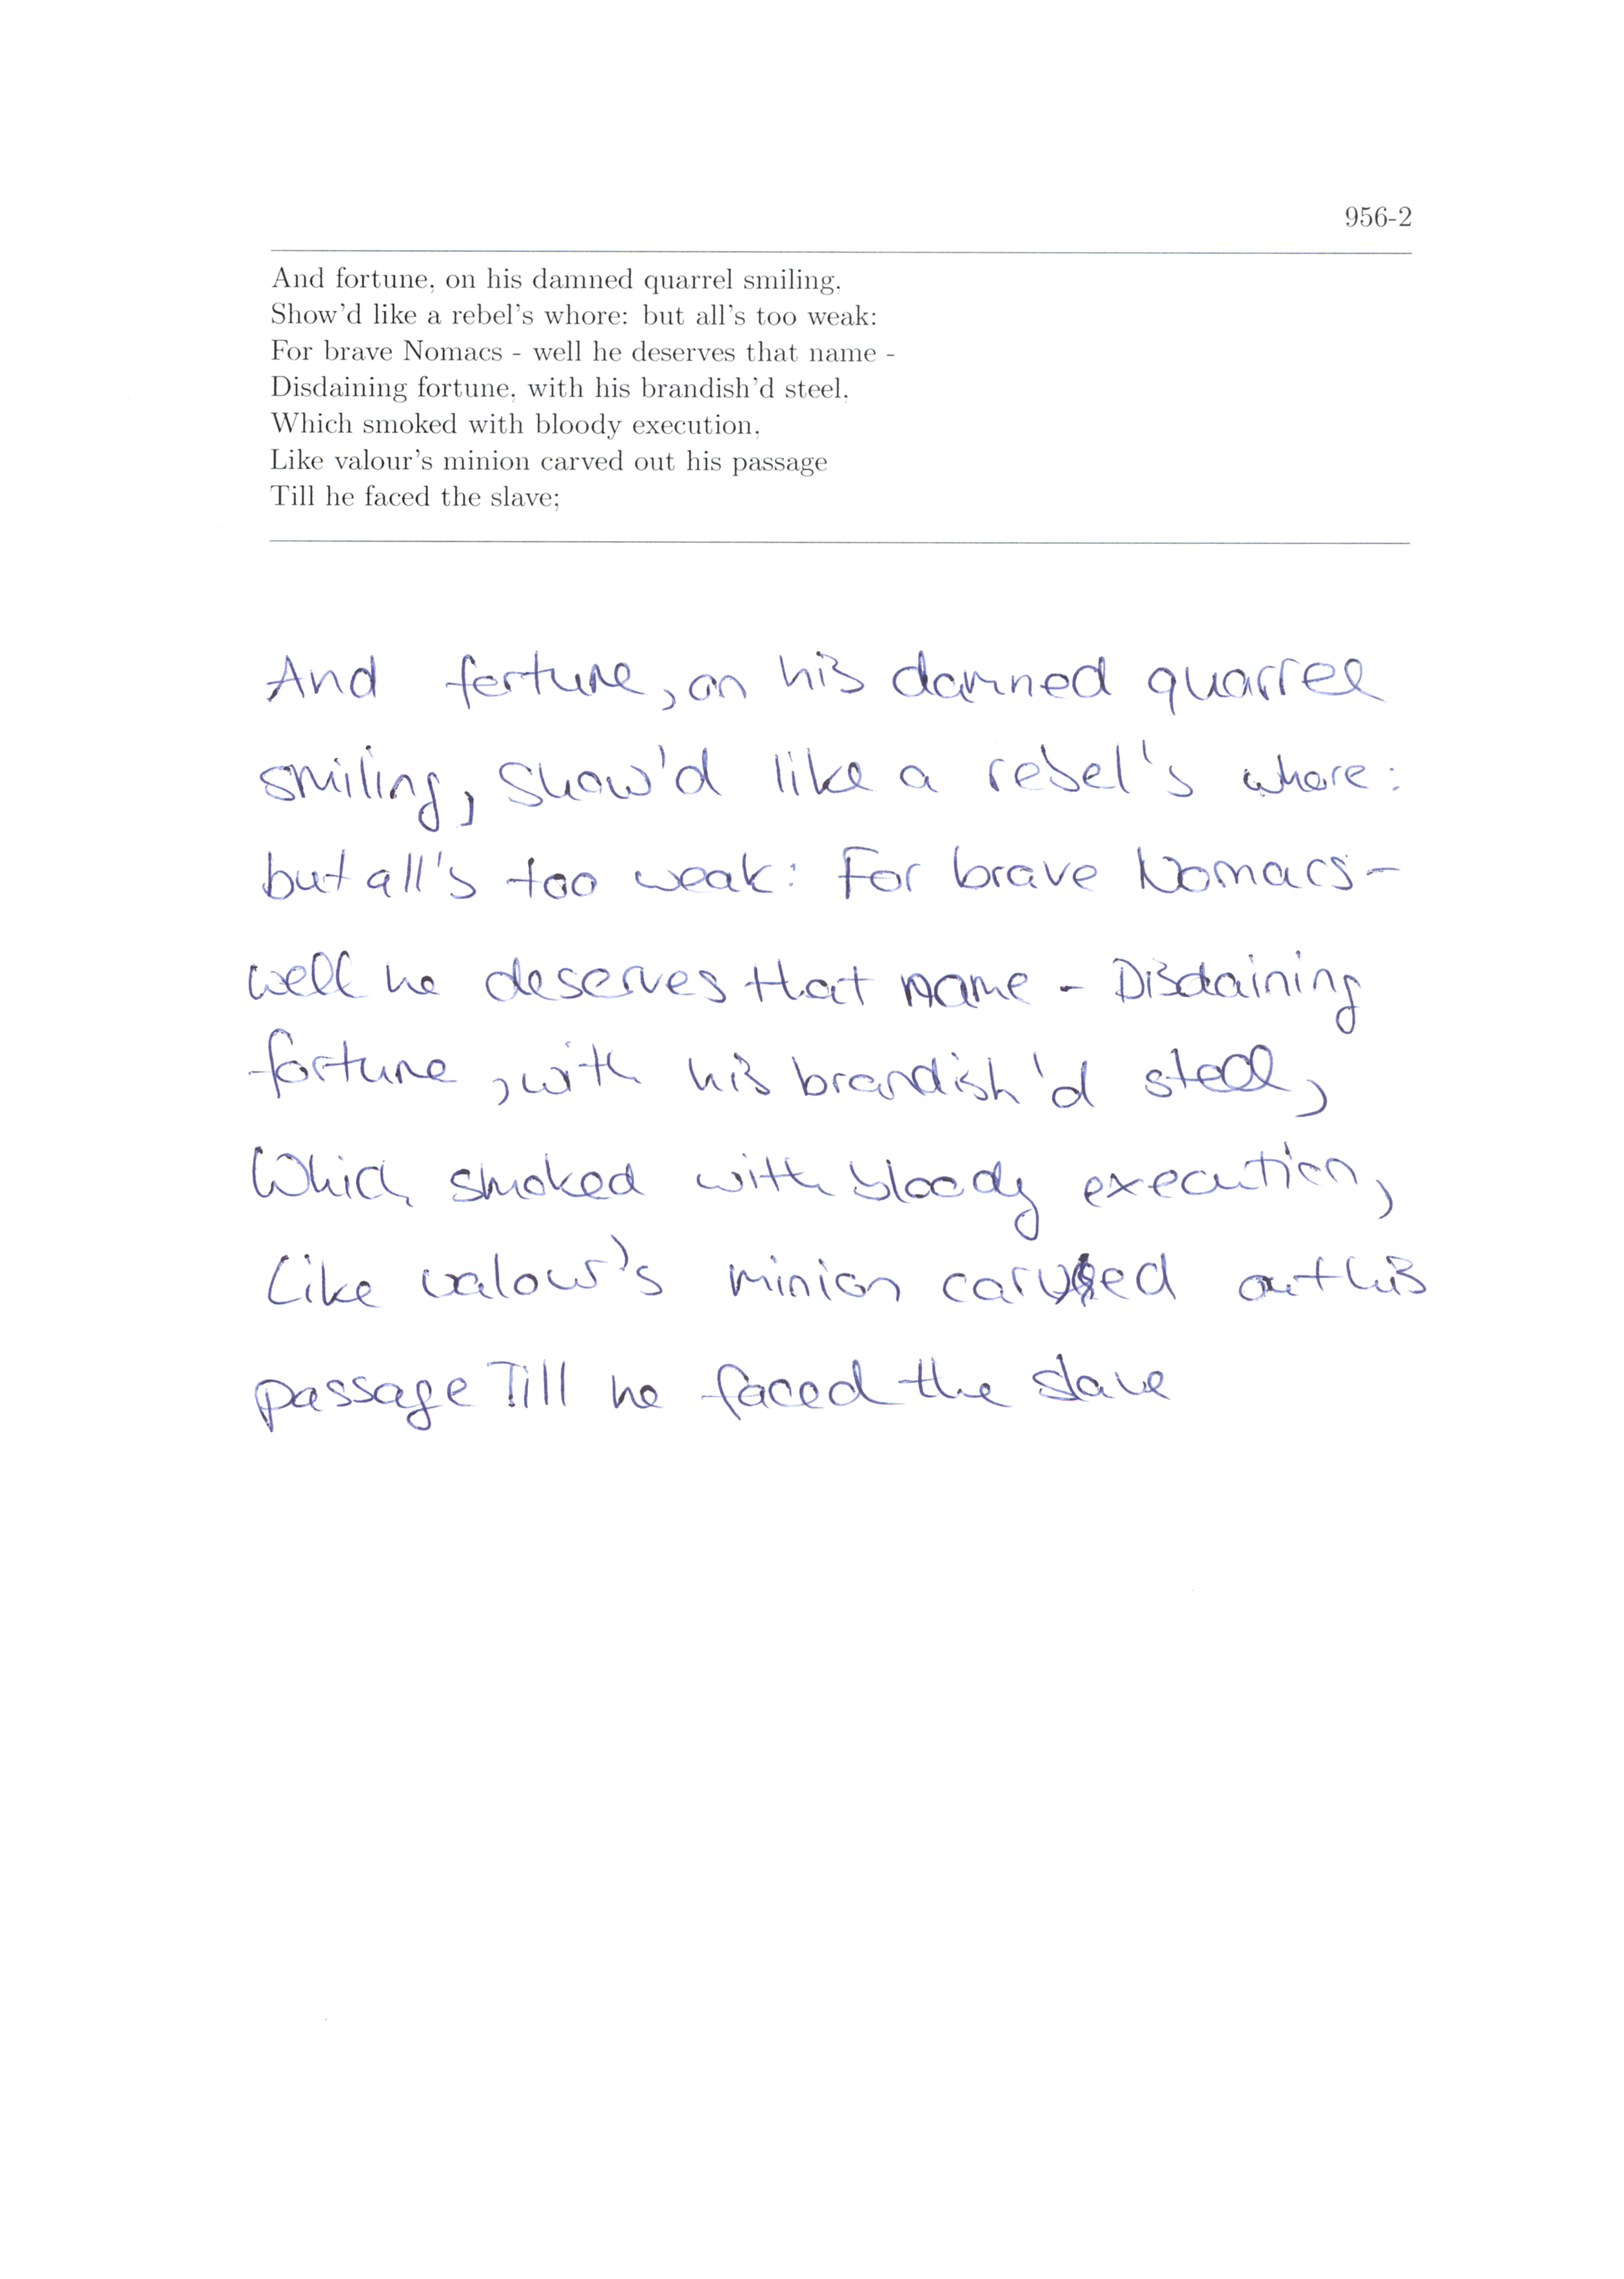 956-2
And fortune, on his damned quarrel smiling,
Show'd like a rebel's whore: but all's too weak:
For brave Nomacs - well he deserves that name -
Disdaining fortune, with his brandish'd steel,
Which smoked with bloody execution,
Like valour's minion carved out his passage
Till he faced the slave;
And fortune, on his damned quarrel
smiling, Show'd like a rebel's whore:
but all's too weak: For brave Nomacs-
well he deserves that name - Disdaining
fortune, with his brandish'd steel,
Which smoked with bloody execution,
Like valour's minion carved out his
passage Till he faced the slave